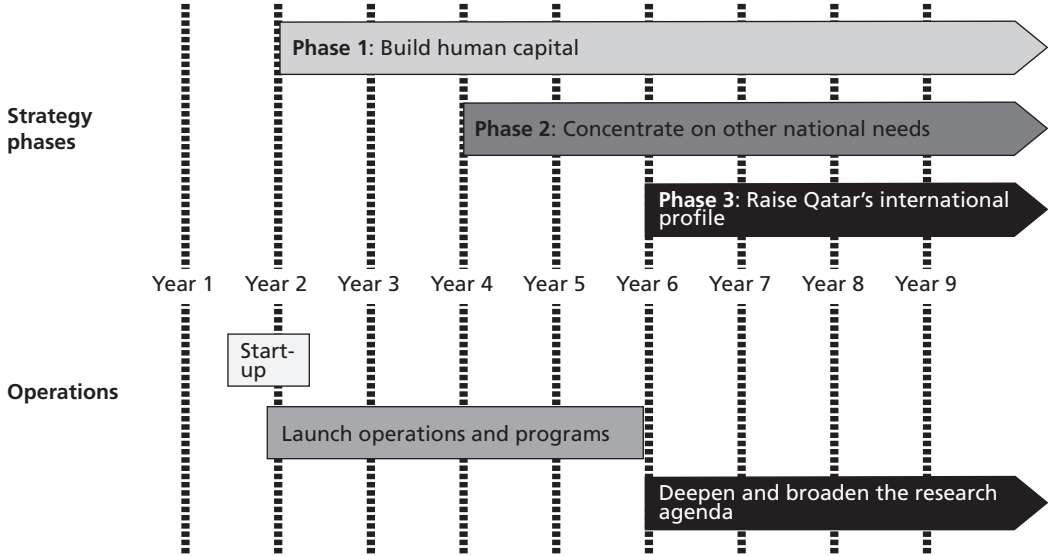 Phase 1: Build human capital
Strategy
phases
Phase 2: Concentrate on other national needs
Phase 3: Raise Qatar’s international
profile
Year 1 Year 2 Year 3 Year 4 Year 5 Year 6 Year 7 Year 8 Year 9
Start-
up
Operations
Launch operations and programs
Deepen and broaden the research
agenda